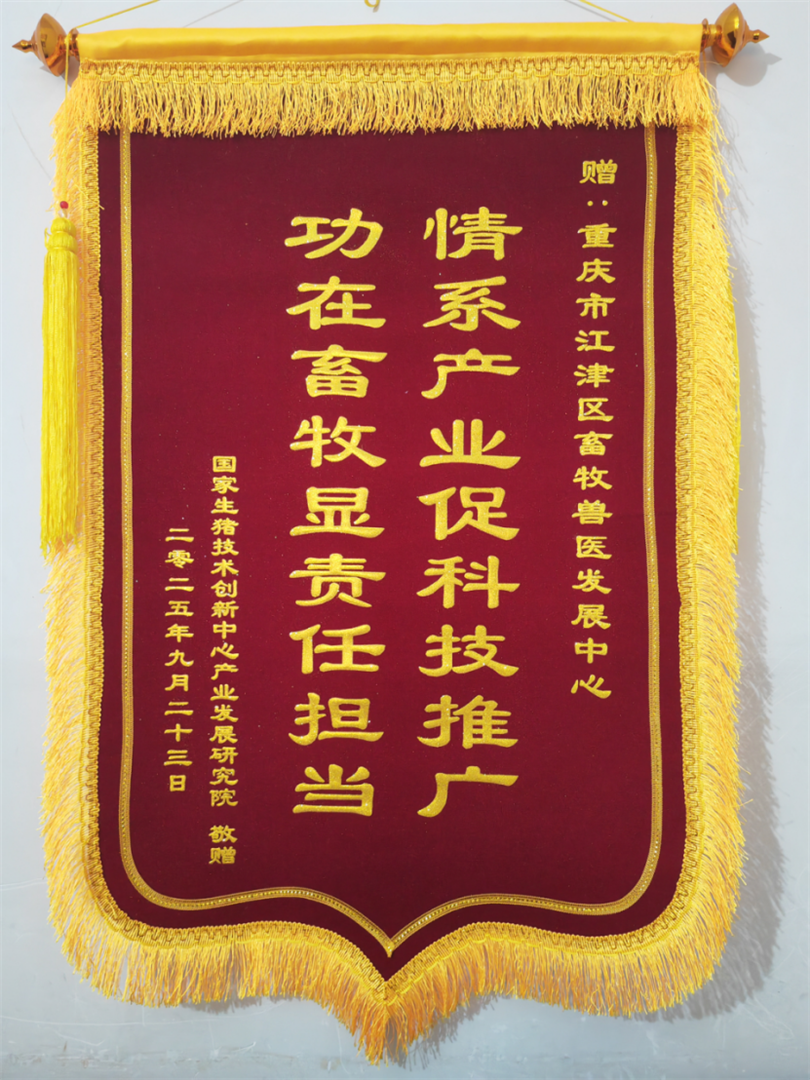 赠：重庆市江津区畜牧兽医发展中心
情系产业促科技推广
功在畜牧显责任担当
国家生猪技术创新中心产业发展研究院 敬赠
二零二五年九月二十三日